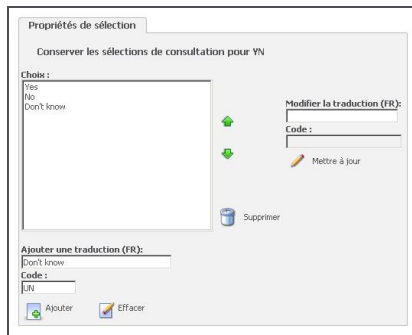 Propriétés de sélection
Conserver les sélections de consultation pour YN
Choix :
Yes
No
Don't know
Modifier la traduction (FR):
Code :
Mettre à jour
Supprimer
Ajouter une traduction (FR):
Don't know
Code :
UN
Ajouter
Effacer